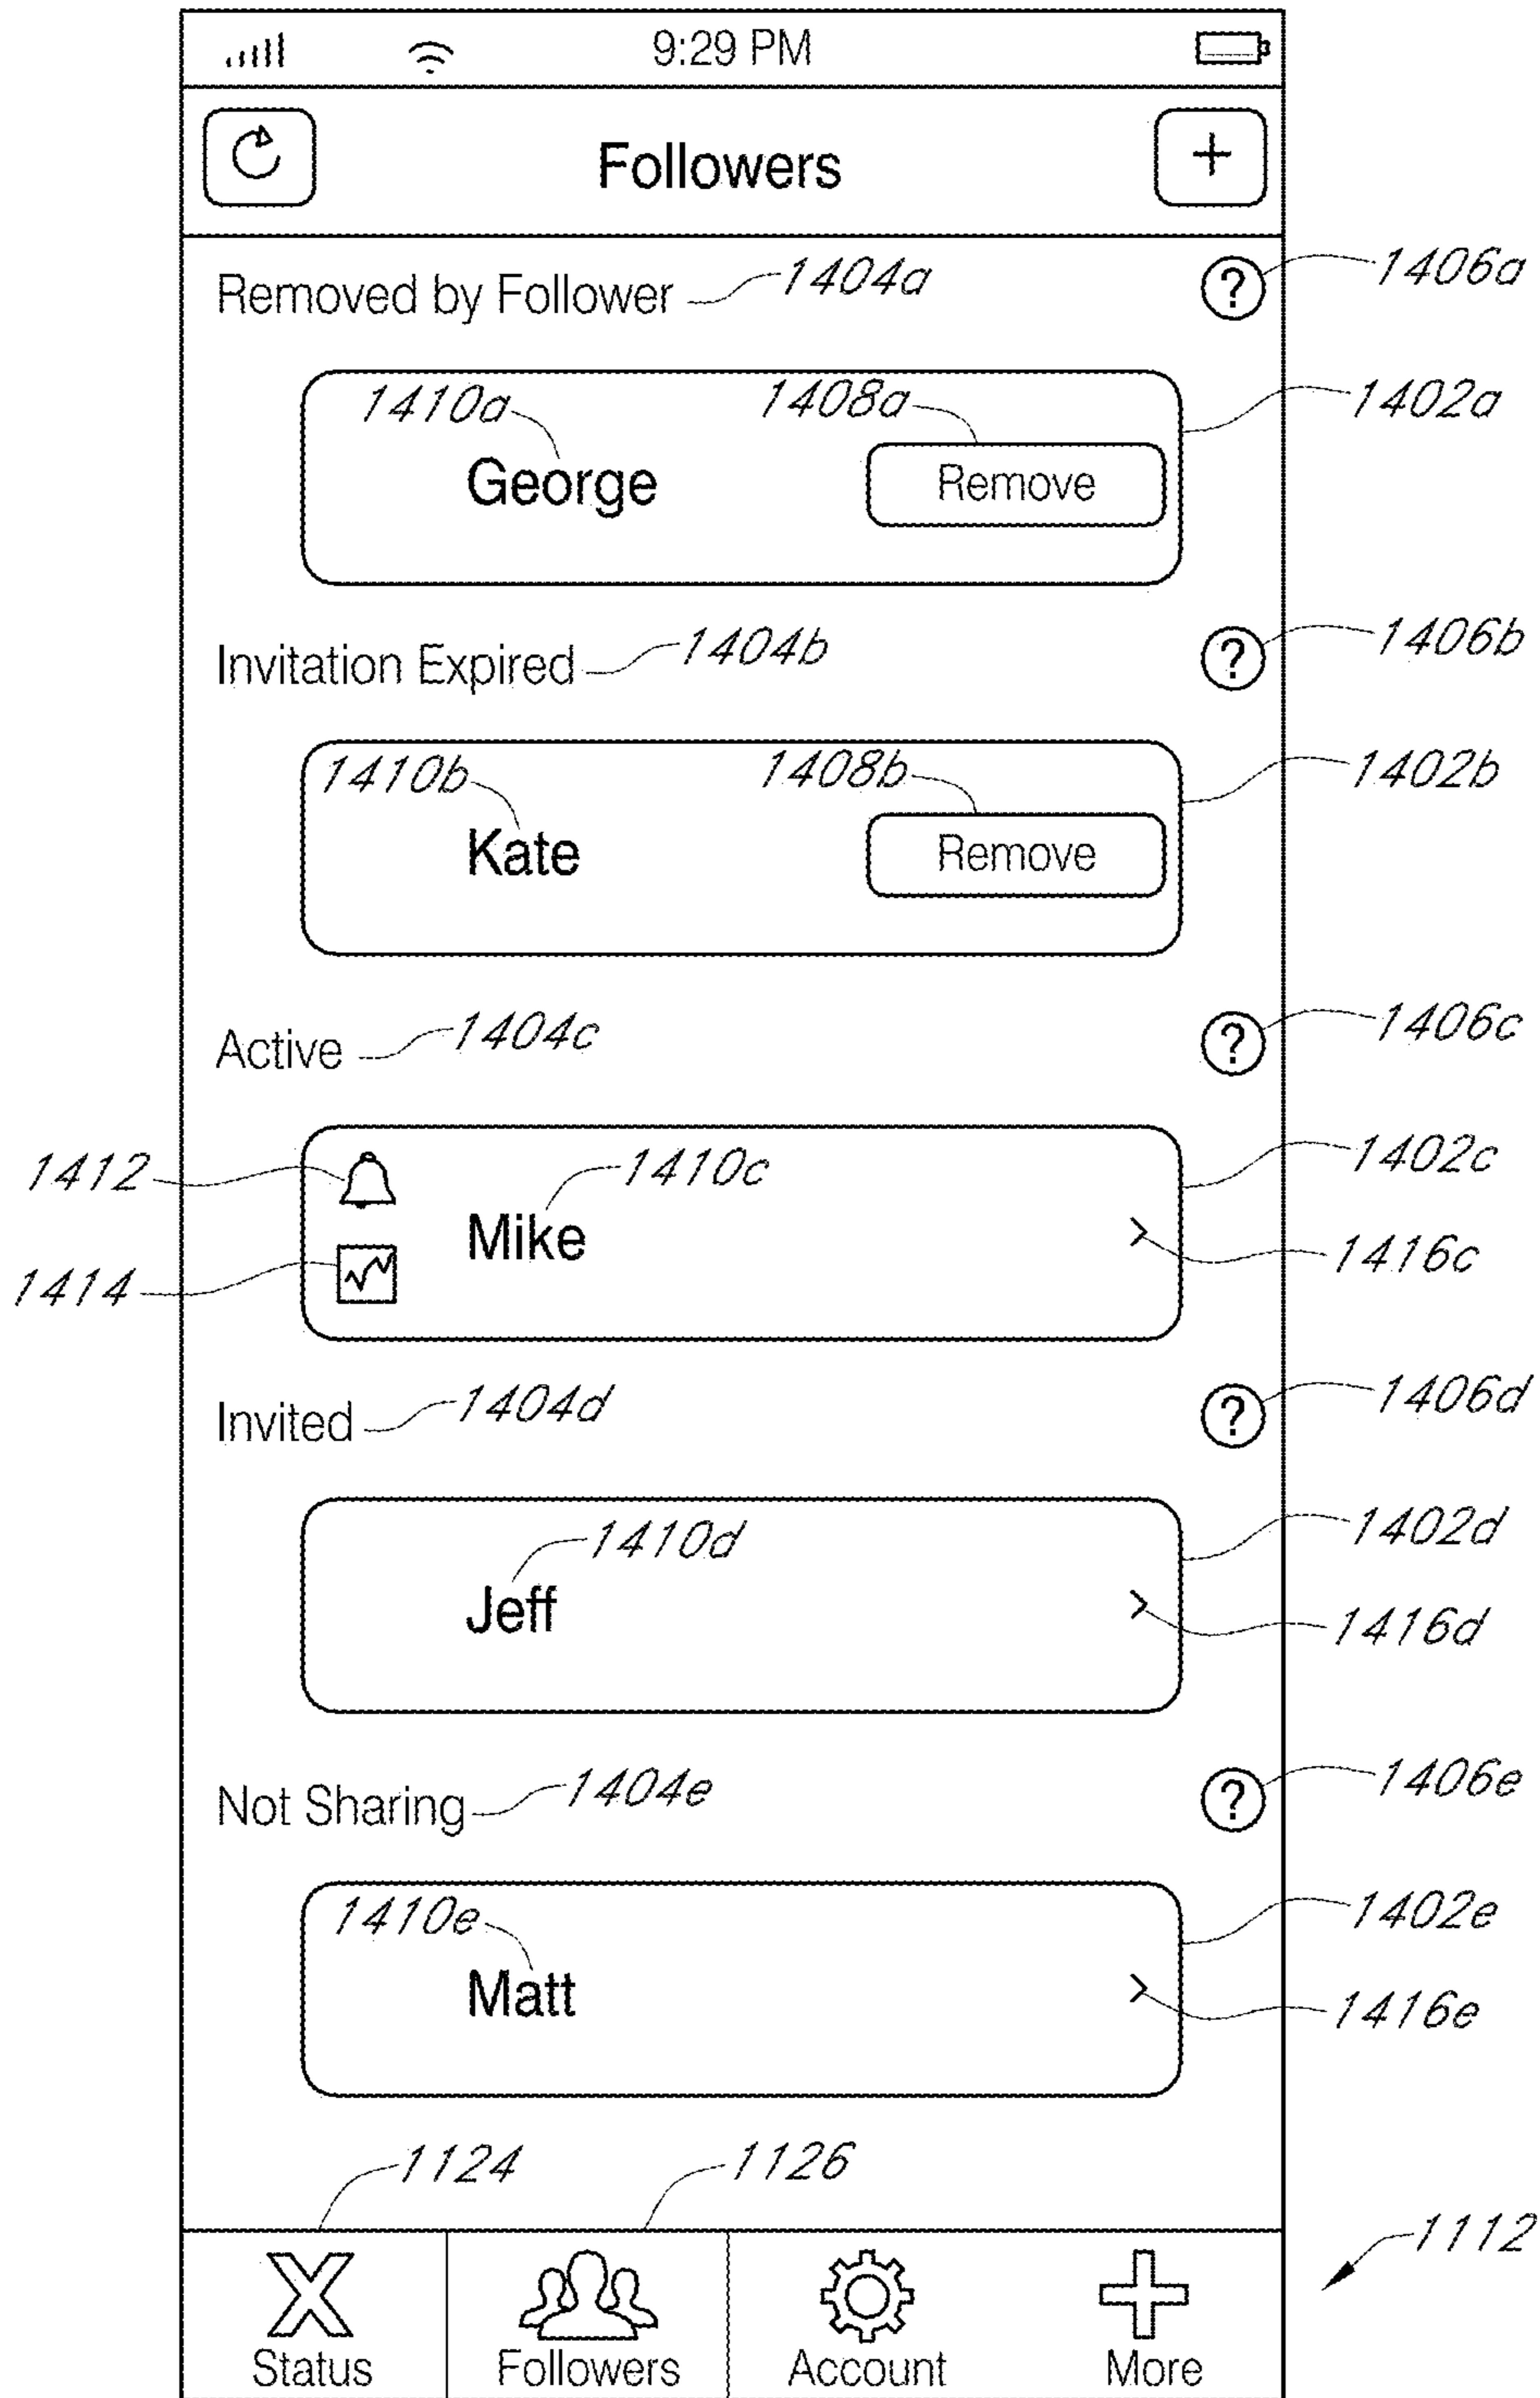 9:29 PM
Followers
+
Removed by Follower 1404a ? 1406a
1410a 1408a 1402a
George Remove
Invitation Expired 1404b ? 1406b
1410b 1408b 1402b
Kate Remove
Active 1404c ? 1406c
1412 1410c 1402c
Mike > 1416c
1414
Invited 1404d ? 1406d
1410d 1402d
Jeff > 1416d
Not Sharing 1404e ? 1406e
1410e 1402e
Matt > 1416e
1124 1126
1112
Status Followers Account More